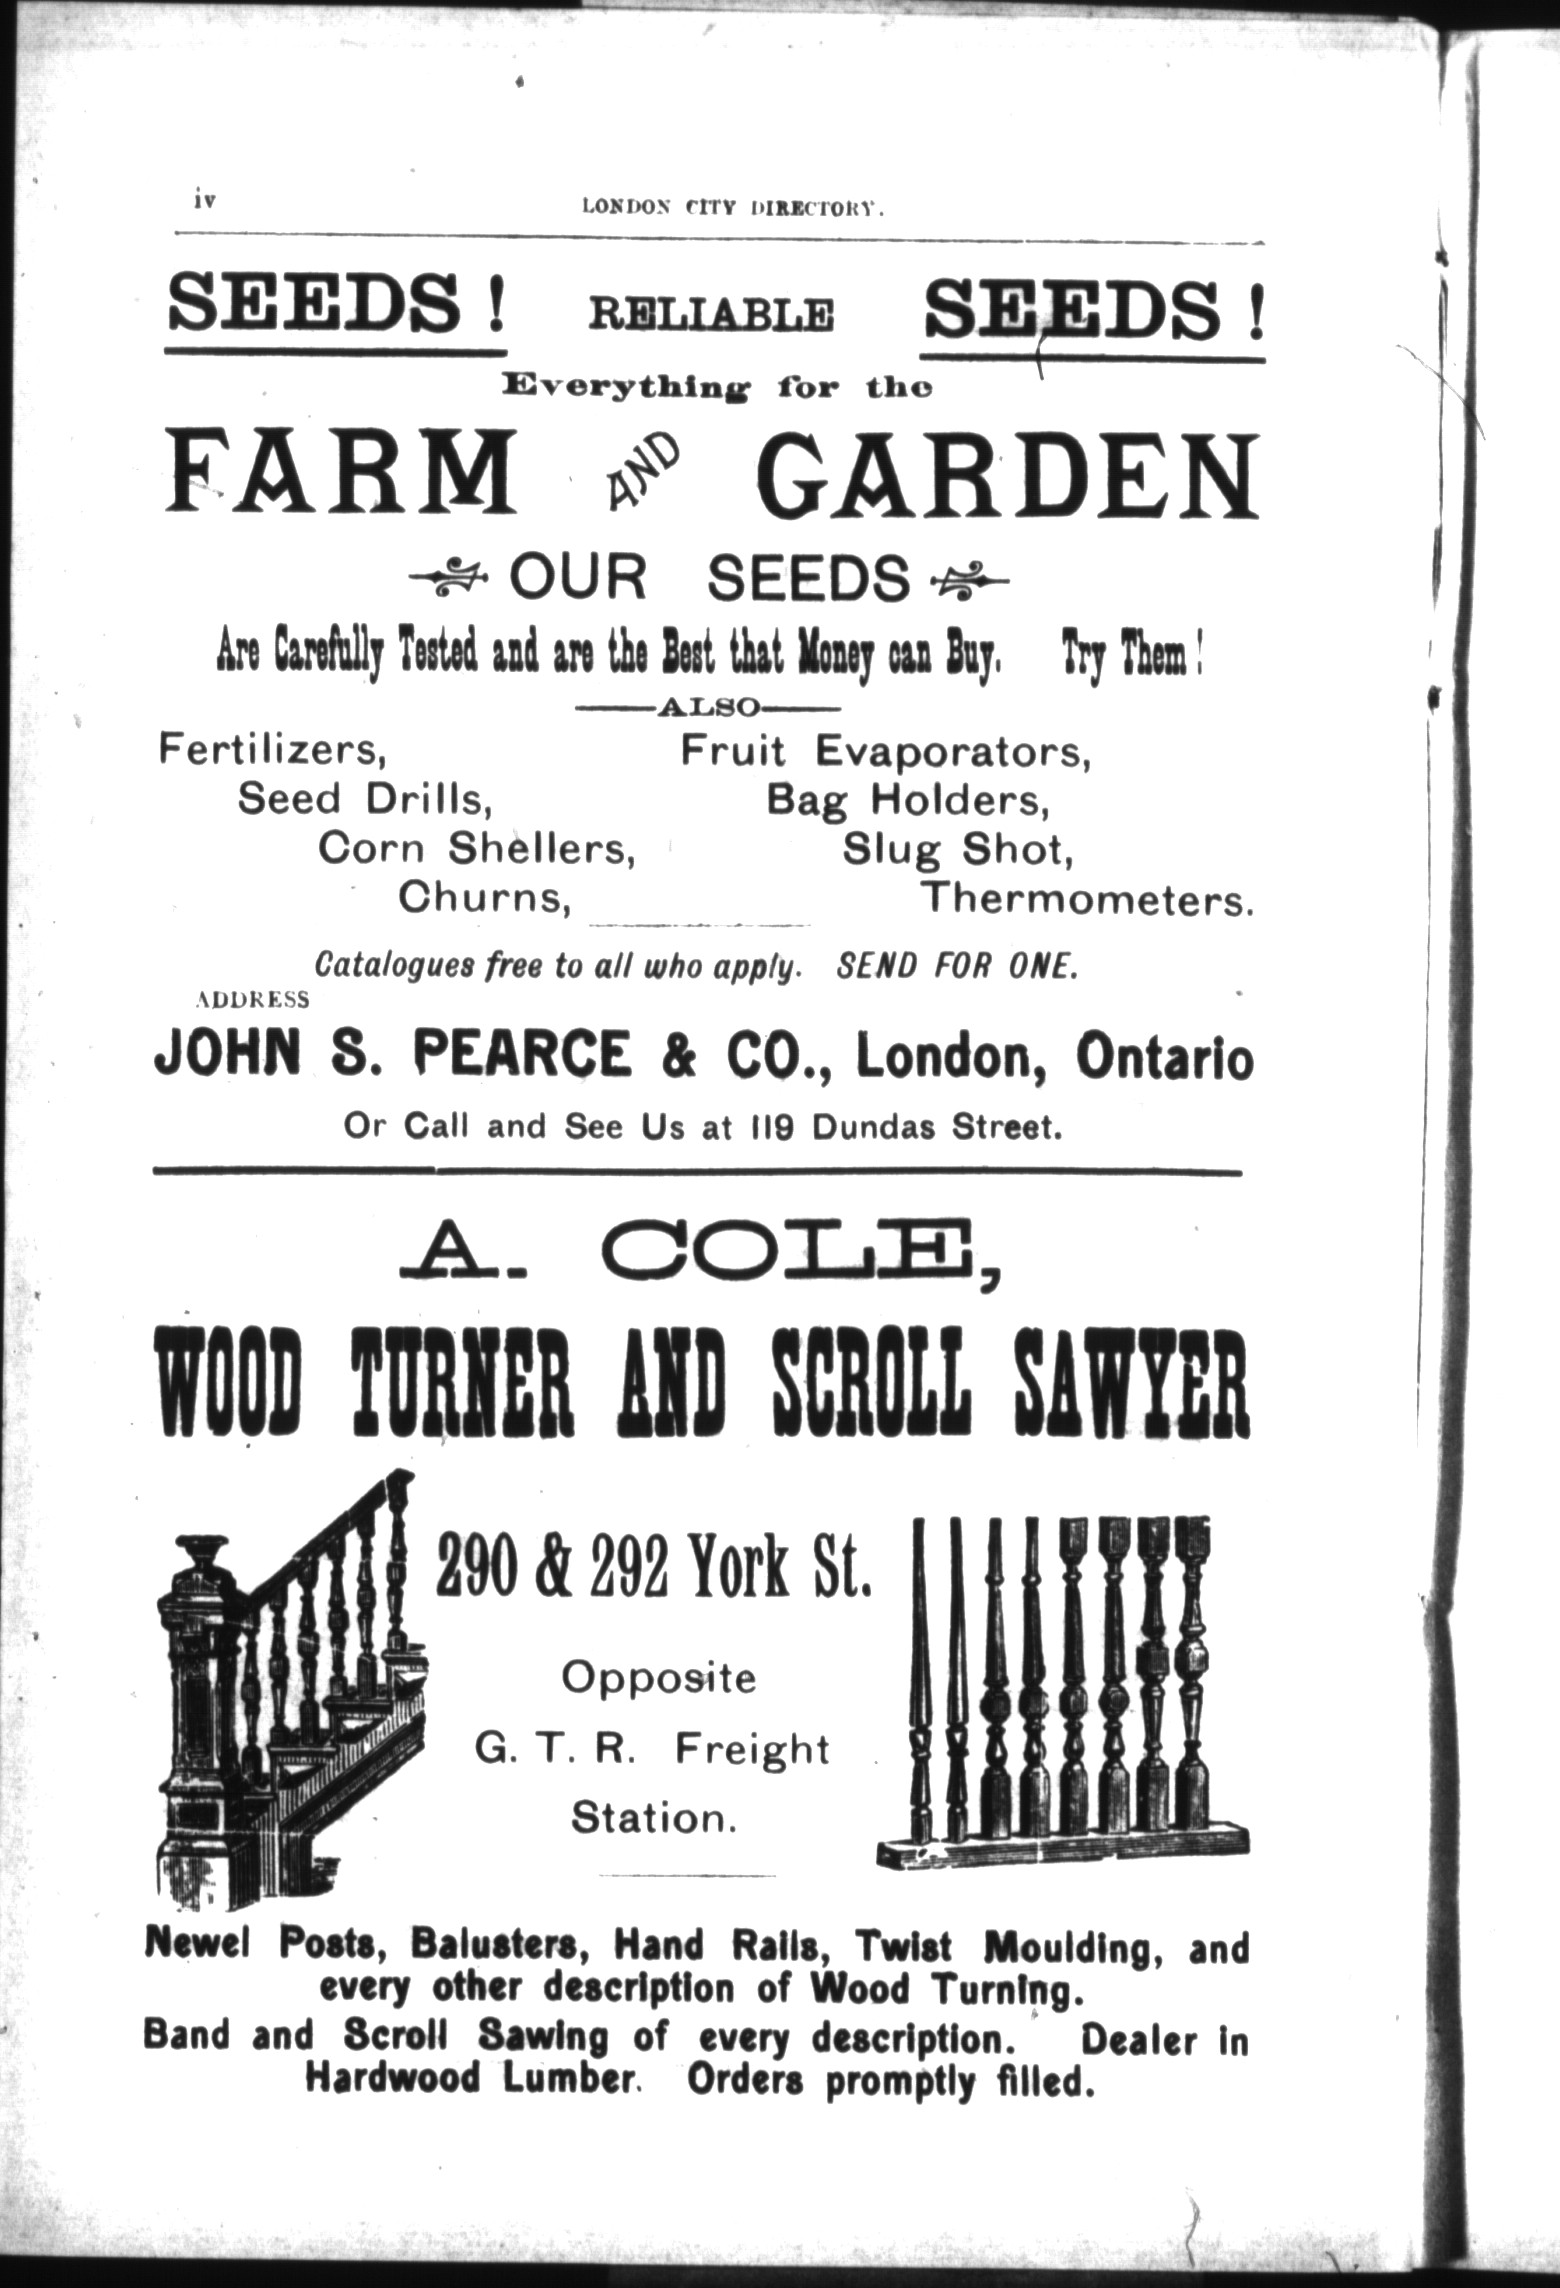 iv LONDON CITY DIRECTORY.
SEEDS! RELIABLE SEEDS!
Everything for the
FARM AND GARDEN
OUR SEEDS
Are Carefully Tested and are the Best that Money can Buy. Try Them!
ALSO
Fertilizers, Fruit Evaporators,
Seed Drills, Bag Holders,
Corn Shellers, Slug Shot,
Churns, Thermometers.
Catalogues free to all who apply. SEND FOR ONE.
ADDRESS
JOHN S. PEARCE & CO., London, Ontario
Or Call and See Us at 119 Dundas Street.
A. COLE,
WOOD TURNER AND SCROLL SAWYER
290 & 292 York St.
Opposite
G. T. R. Freight
Station.
Newel Posts, Balusters, Hand Rails, Twist Moulding, and
every other description of Wood Turning.
Band and Scroll Sawing of every description. Dealer in
Hardwood Lumber. Orders promptly filled.